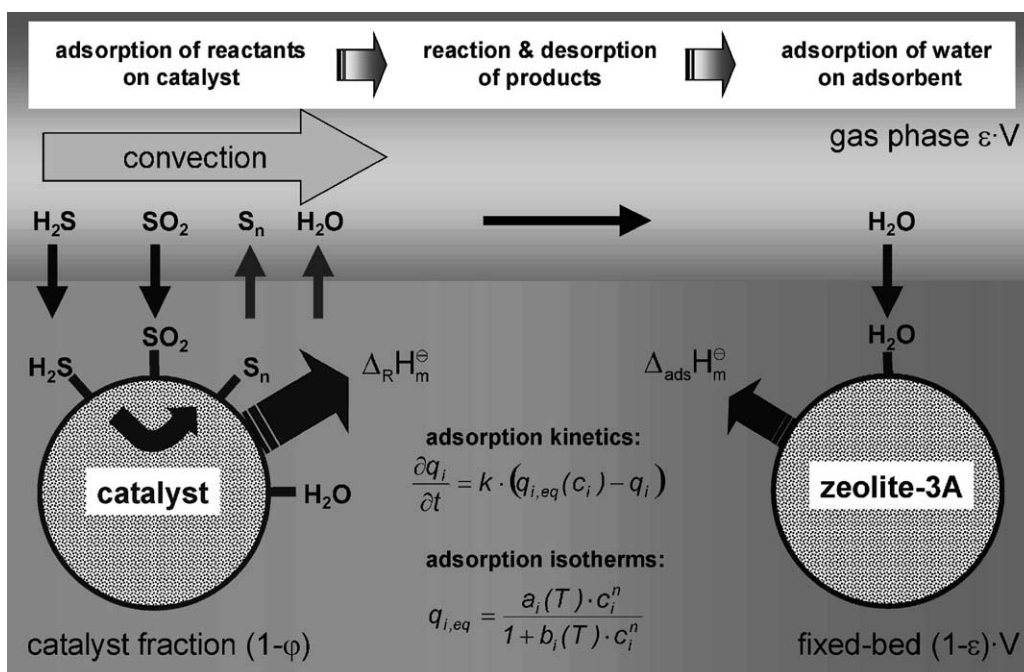 adsorption of reactants
on catalyst
reaction & desorption
of products
adsorption of water
on adsorbent
gas phase ε·V
convection
H₂S SO₂ Sₙ H₂O H₂O
SO₂ H₂O
H₂S Sₙ
Δ_R H_m^⊖ Δ_ads H_m^⊖
adsorption kinetics:
∂q_i/∂t = k · (q_{i,eq}(c_i) – q_i)
catalyst
H₂O
zeolite-3A
adsorption isotherms:
q_{i,eq} = a_i(T) · c_i^n / 1 + b_i(T) · c_i^n
catalyst fraction (1-φ)
fixed-bed (1-ε)·V